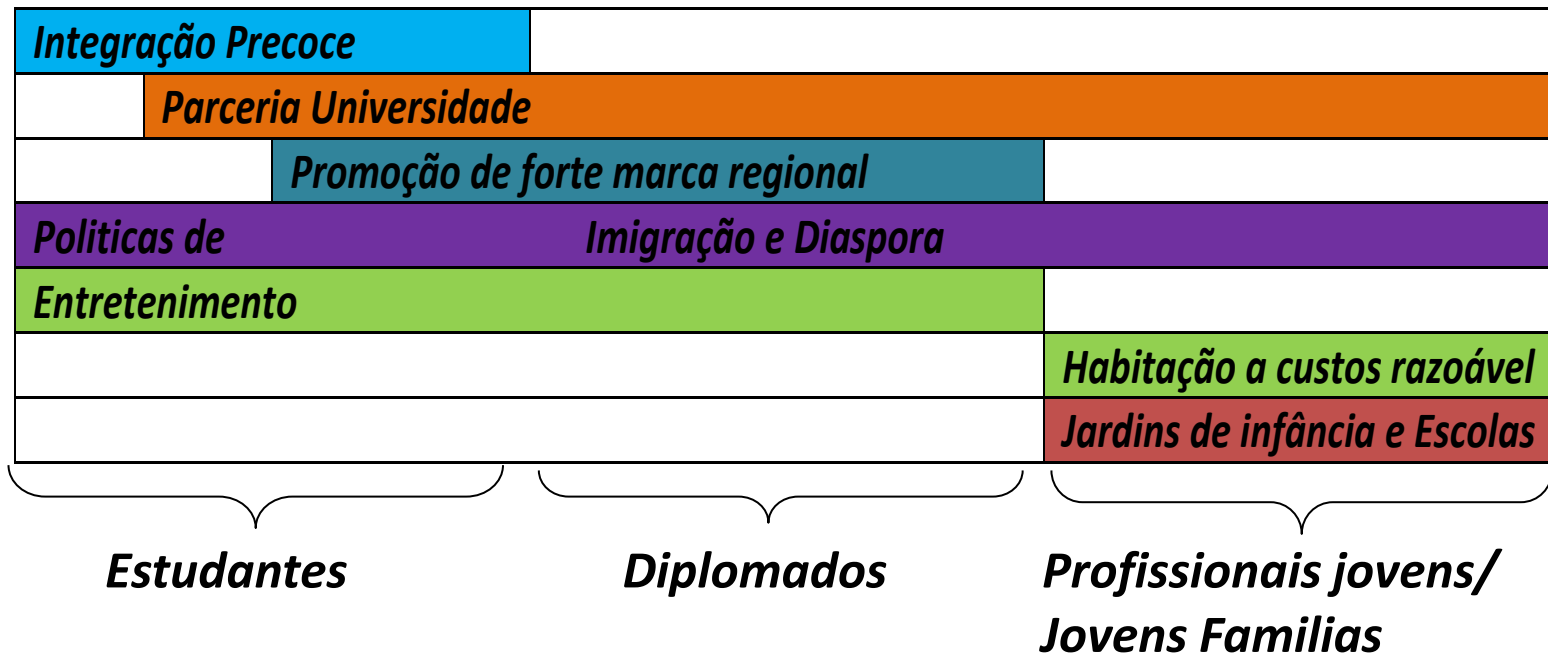 Integração Precoce
Parceria Universidade
Promoção de forte marca regional
Politicas de Imigração e Diaspora
Entretenimento
Habitação a custos razoável
Jardins de infância e Escolas
Estudantes
Diplomados
Profissionais jovens/
Jovens Familias